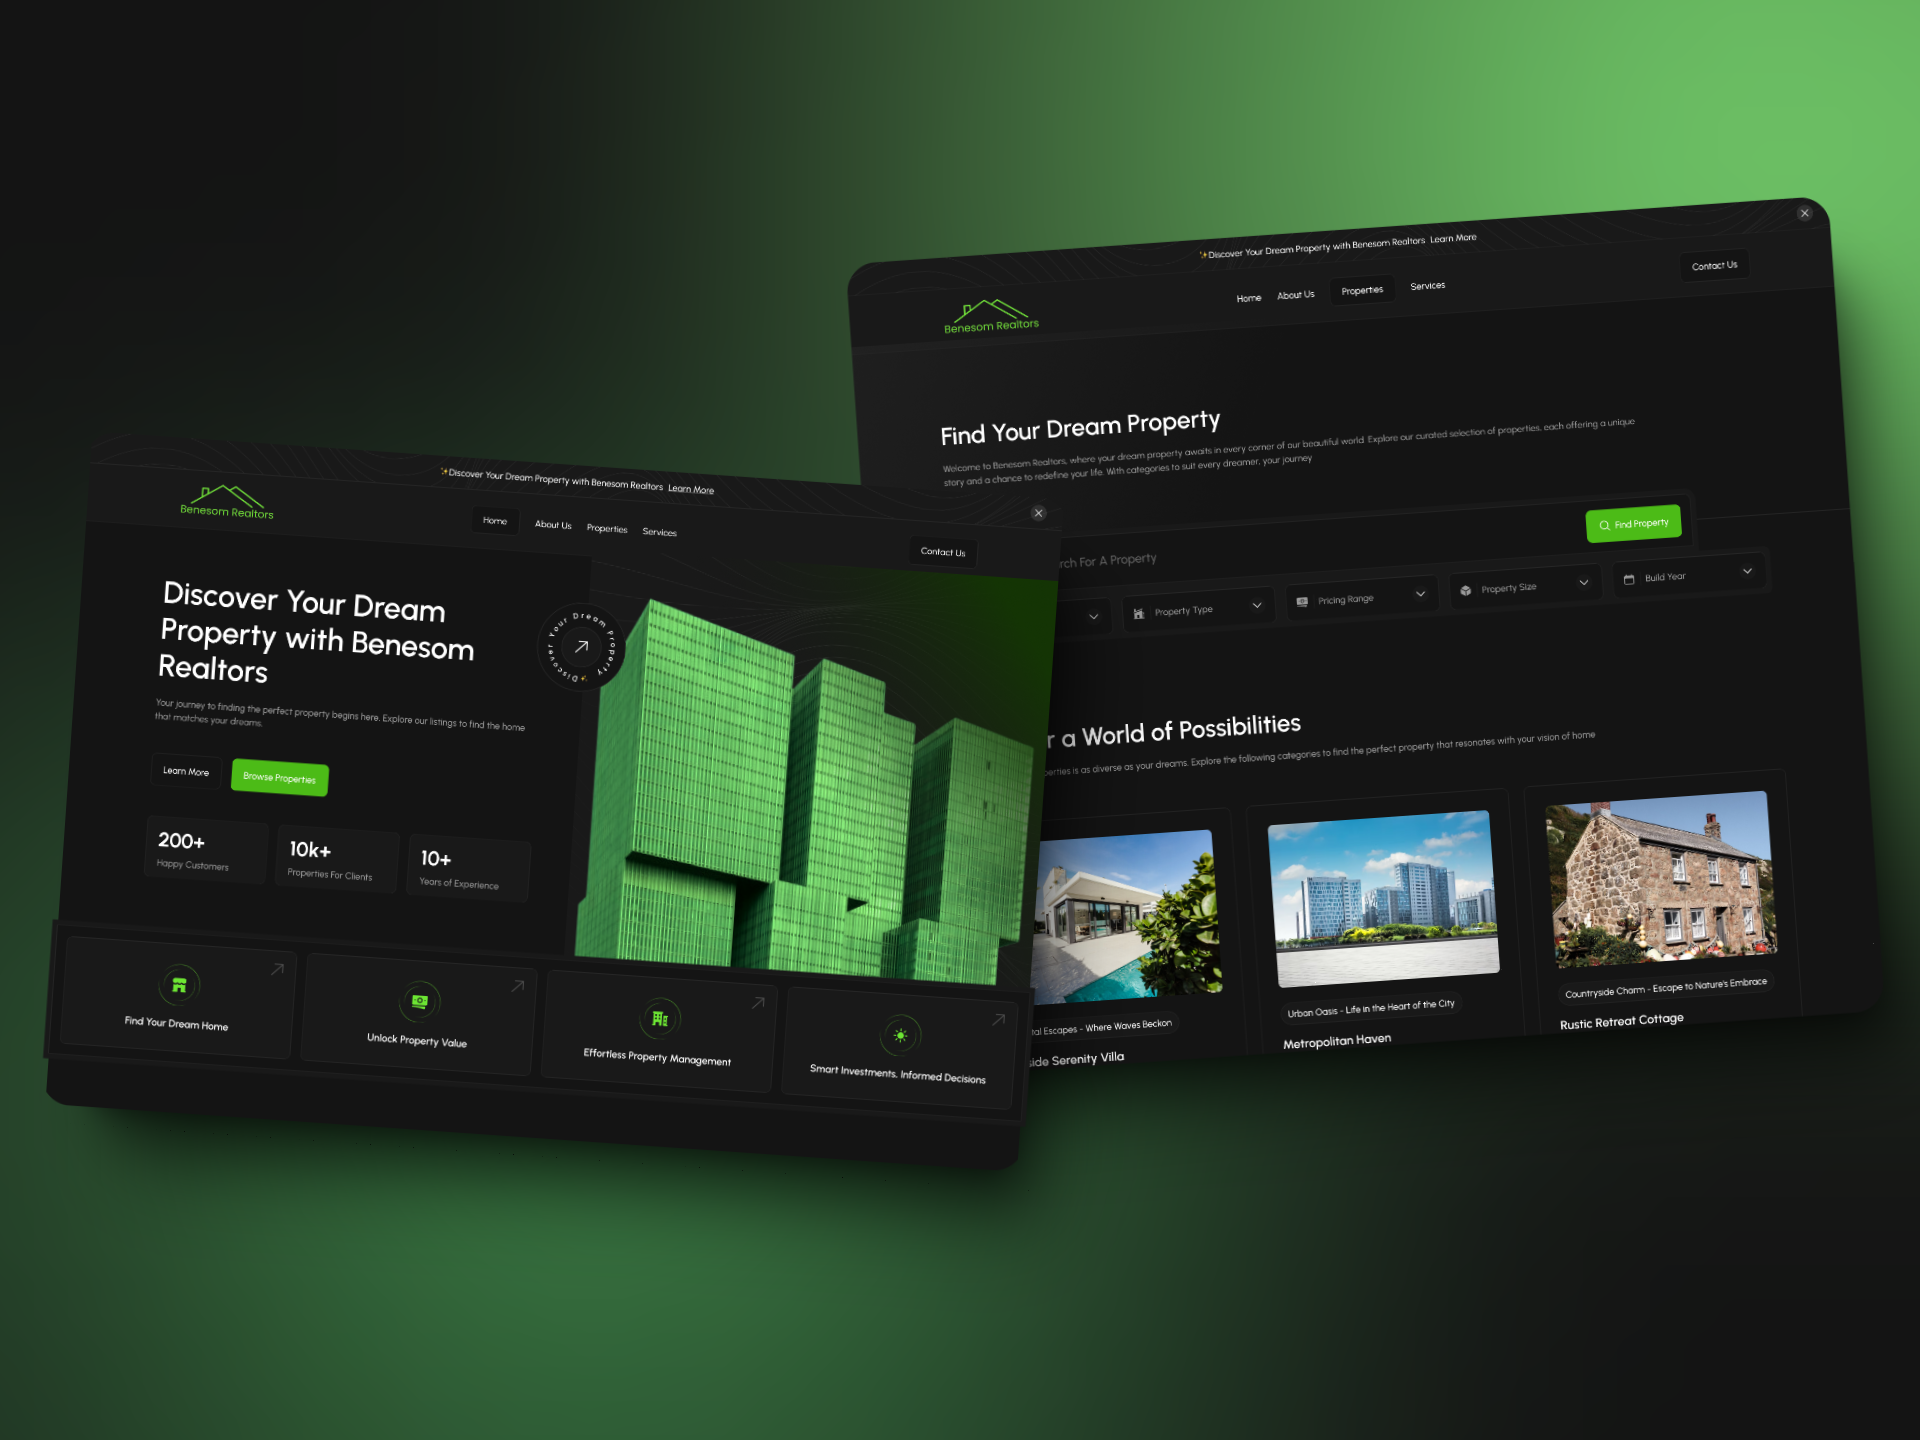 ✨Discover Your Dream Property with Benesom Realtors Learn More
Benesom Realtors
Home
About Us
Properties
Services
Contact Us
Discover Your Dream
Property with Benesom
Realtors
Your journey to finding the perfect property begins here. Explore our listings to find the home
that matches your dreams.
Learn More
Browse Properties
✨Discover Your Dream Property
200+
Happy Customers
10k+
Properties For Clients
10+
Years of Experience
Find Your Dream Home
Unlock Property Value
Effortless Property Management
Smart Investments, Informed Decisions
✨Discover Your Dream Property with Benesom Realtors Learn More
Benesom Realtors
Home
About Us
Properties
Services
Contact Us
Find Your Dream Property
Welcome to Benesom Realtors, where your dream property awaits in every corner of our beautiful world. Explore our curated selection of properties, each offering a unique
story and a chance to redefine your life. With categories to suit every dreamer, your journey
rch For A Property
Find Property
Property Type
Pricing Range
Property Size
Build Year
r a World of Possibilities
perties is as diverse as your dreams. Explore the following categories to find the perfect property that resonates with your vision of home
tal Escapes - Where Waves Beckon
side Serenity Villa
Urban Oasis - Life in the Heart of the City
Metropolitan Haven
Countryside Charm - Escape to Nature's Embrace
Rustic Retreat Cottage